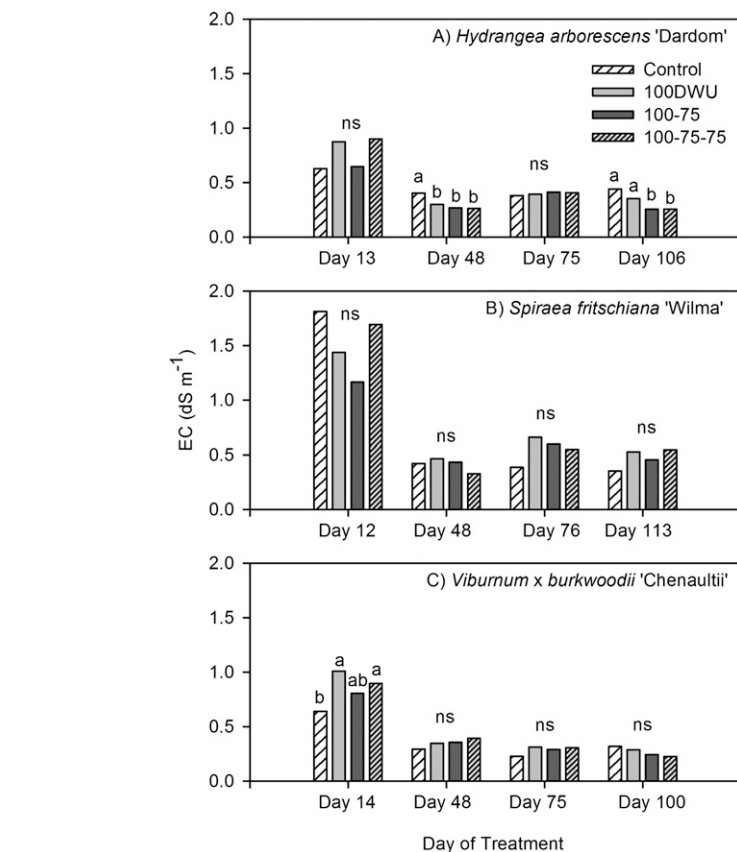 A) Hydrangea arborescens 'Dardom'
Control
100DWU
100-75
100-75-75
2.0
1.5
1.0
0.5
0.0
ns
a b b b
ns
a a b b
Day 13 Day 48 Day 75 Day 106
B) Spiraea fritschiana 'Wilma'
EC (dS m-1)
2.0
1.5
1.0
0.5
0.0
ns
ns
ns
ns
Day 12 Day 48 Day 76 Day 113
C) Viburnum x burkwoodii 'Chenaultii'
2.0
1.5
1.0
0.5
0.0
b a ab a
ns
ns
ns
Day 14 Day 48 Day 75 Day 100
Day of Treatment